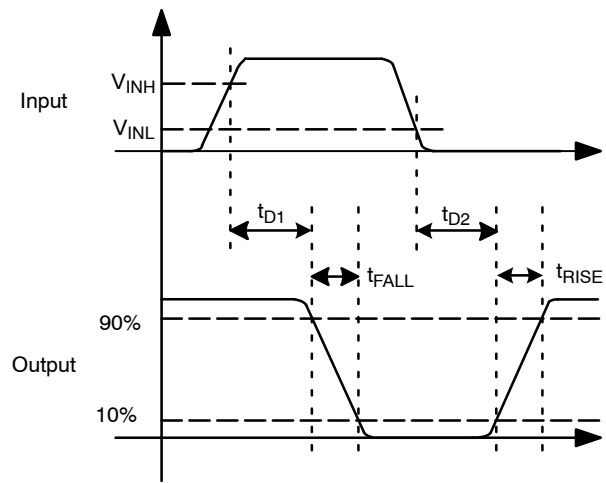 V_INH
Input
V_INL
t_D1
t_D2
t_FALL
t_RISE
90%
Output
10%